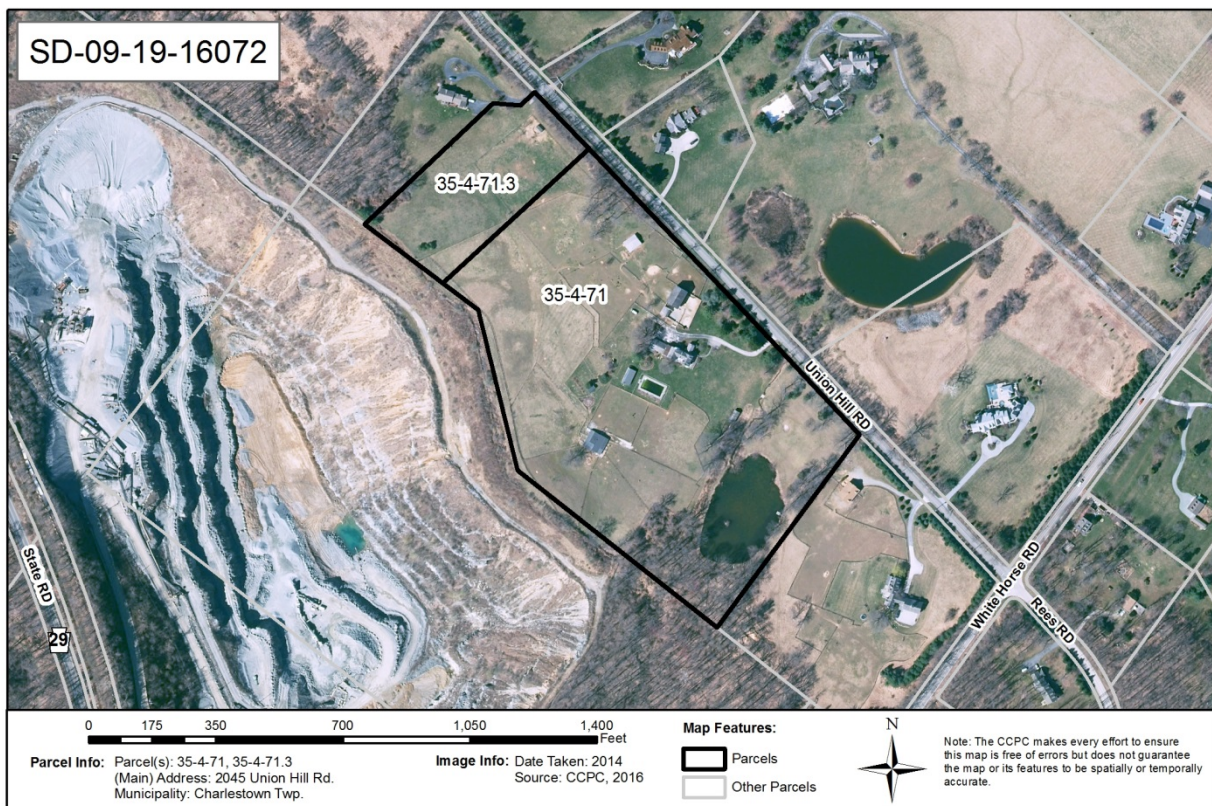 SD-09-19-16072
35-4-71.3
35-4-71
Union Hill RD
White Horse RD
Rees RD
State RD
29
0 175 350 700 1,050 1,400
Feet
Parcel Info: Parcel(s): 35-4-71, 35-4-71.3
(Main) Address: 2045 Union Hill Rd.
Municipality: Charlestown Twp.
Image Info: Date Taken: 2014
Source: CCPC, 2016
Map Features:
Parcels
Other Parcels
N
Note: The CCPC makes every effort to ensure
this map is free of errors but does not guarantee
the map or its features to be spatially or temporally
accurate.